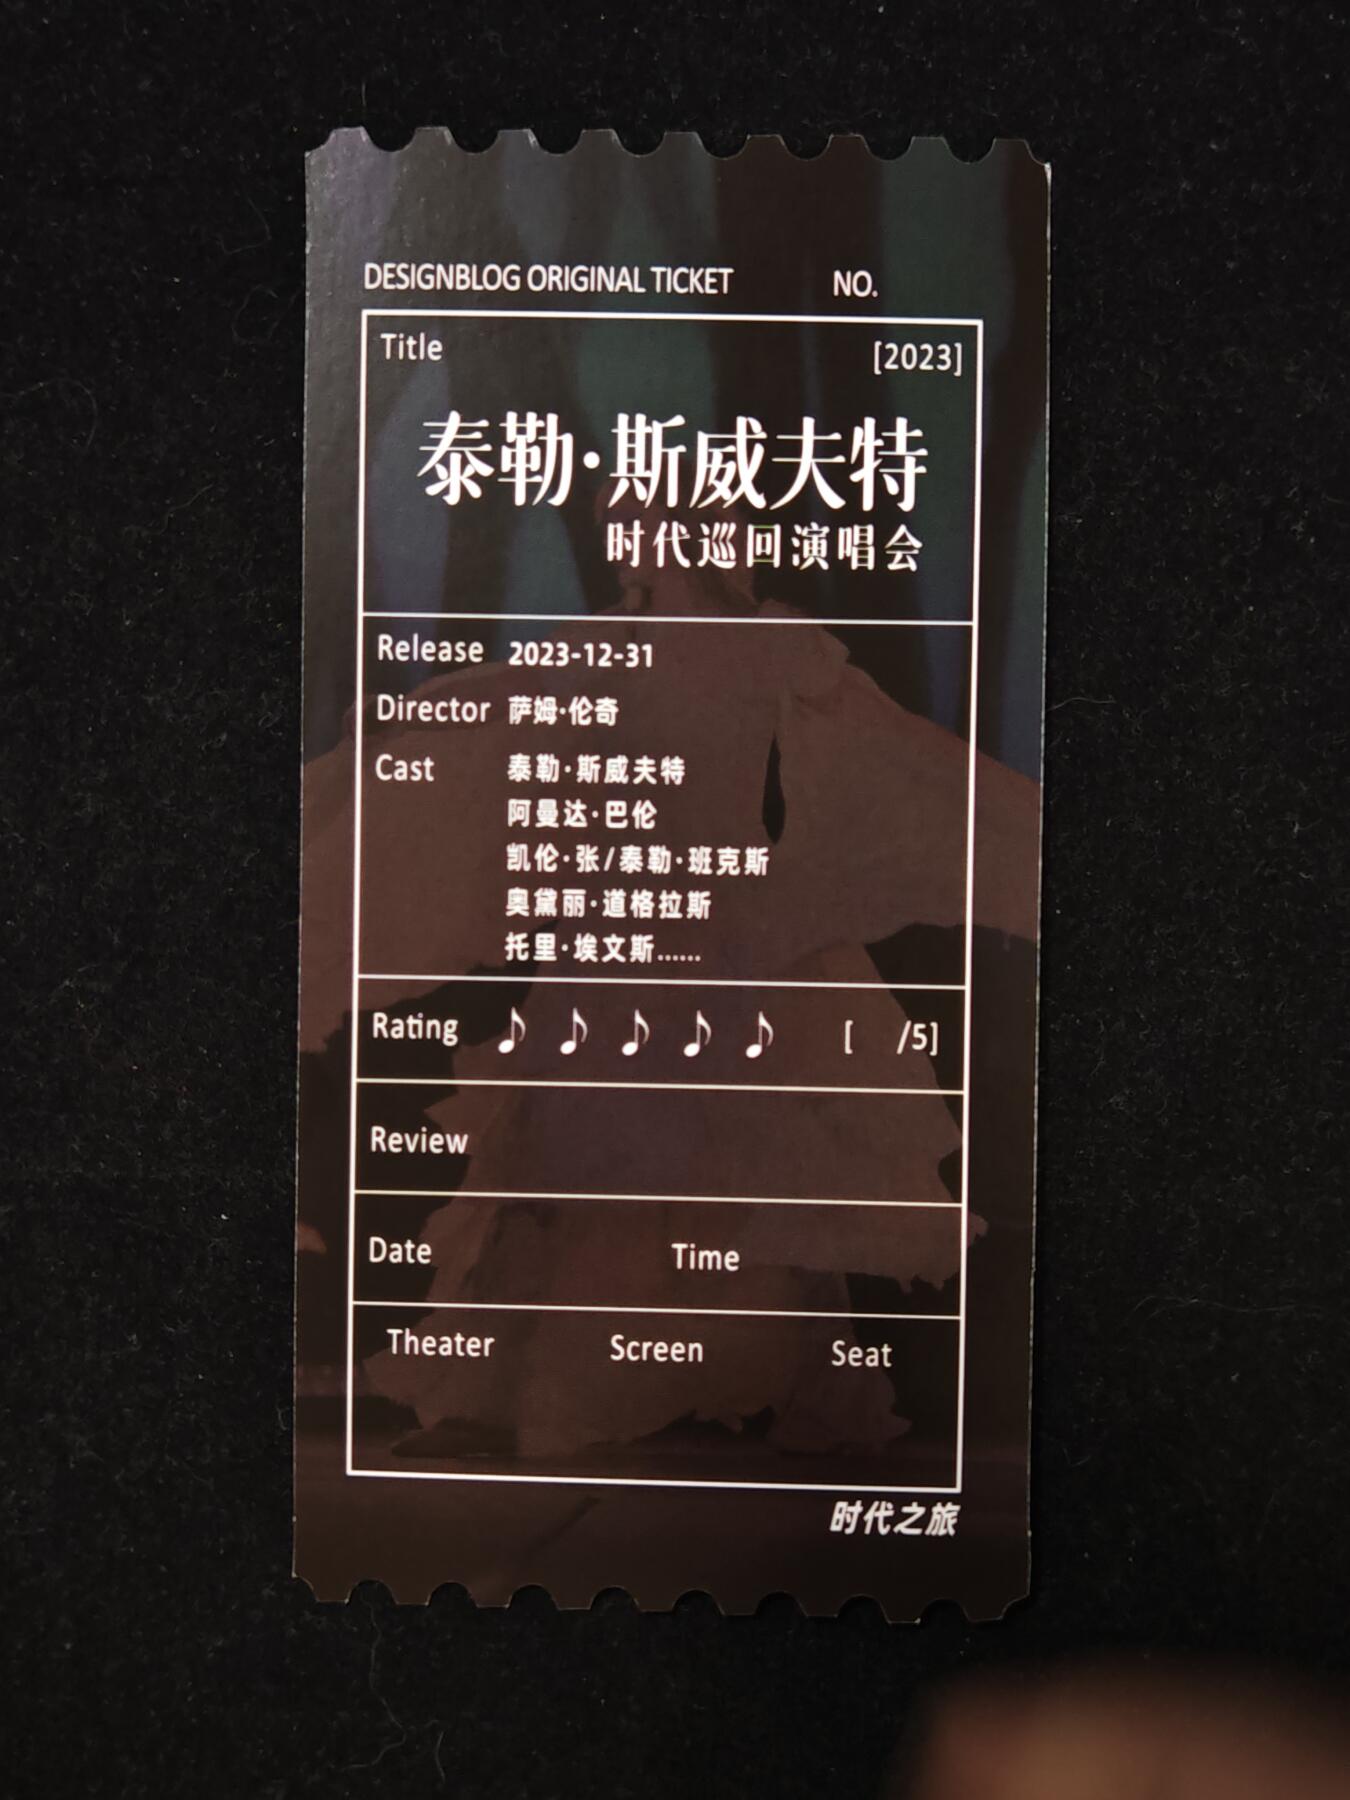 DESIGNBLOG ORIGINAL TICKET NO.
Title [2023]
泰勒·斯威夫特
时代巡回演唱会
Release 2023-12-31
Director 萨姆·伦奇
Cast 泰勒·斯威夫特
阿曼达·巴伦
凯伦·张/泰勒·班克斯
奥黛丽·道格拉斯
托里·埃文斯......
Rating ♪ ♪ ♪ ♪ ♪ [ /5]
Review
Date Time
Theater Screen Seat
时代之旅